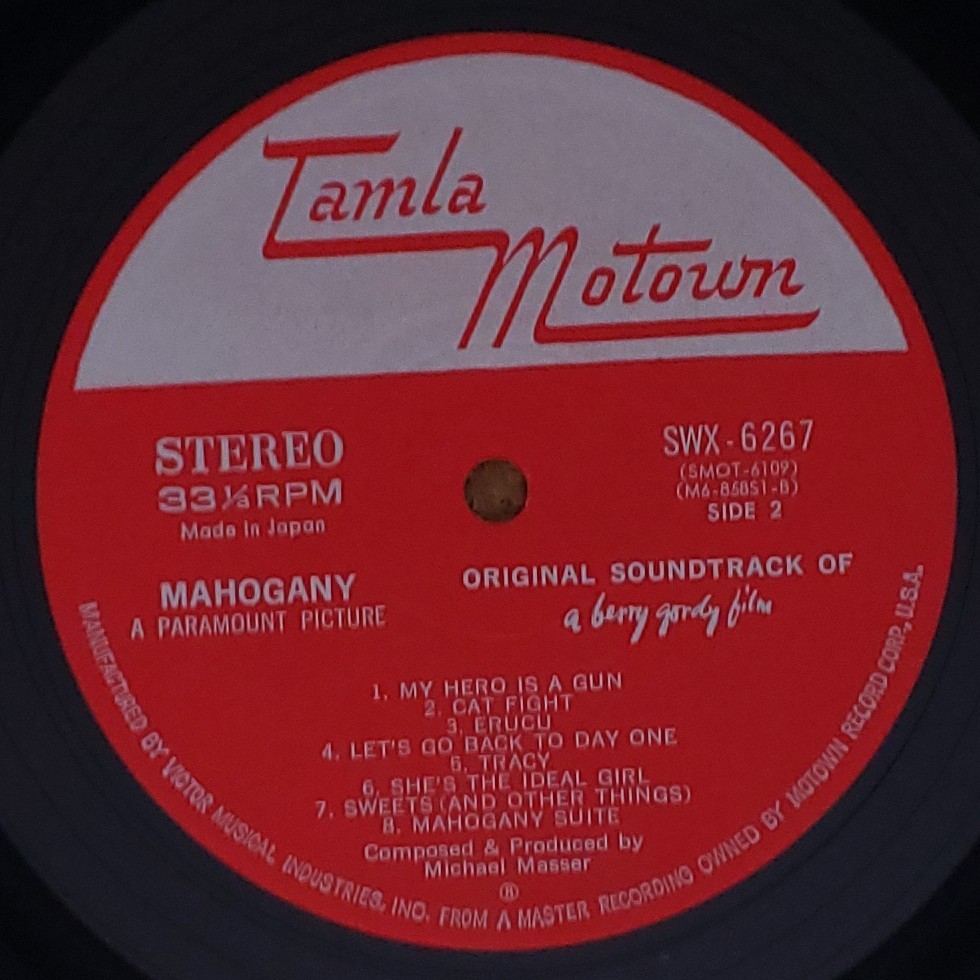 Tamla
Motown
STEREO
33⅓RPM
Made in Japan
SWX-6267
(SMOT-6109)
(M6-858S1-B)
SIDE 2
MAHOGANY
A PARAMOUNT PICTURE
ORIGINAL SOUNDTRACK OF
a berry gordy film
1. MY HERO IS A GUN
2. CAT FIGHT
3. ERUCU
4. LET'S GO BACK TO DAY ONE
5. TRACY
6. SHE'S THE IDEAL GIRL
7. SWEETS (AND OTHER THINGS)
8. MAHOGANY SUITE
Composed & Produced by
Michael Masser
®
MANUFACTURED BY VICTOR MUSICAL INDUSTRIES, INC. FROM A MASTER RECORDING OWNED BY MOTOWN RECORD CORP., U.S.A.